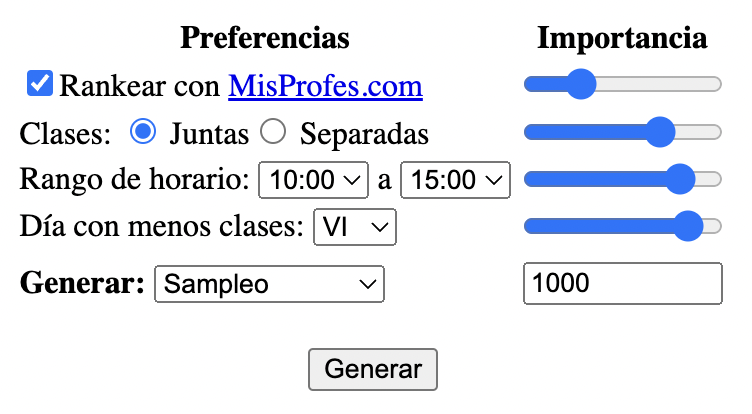 Preferencias Importancia
Rankear con MisProfes.com
Clases: Juntas Separadas
Rango de horario: 10:00 a 15:00
Día con menos clases: VI
Generar: Sampleo 1000
Generar